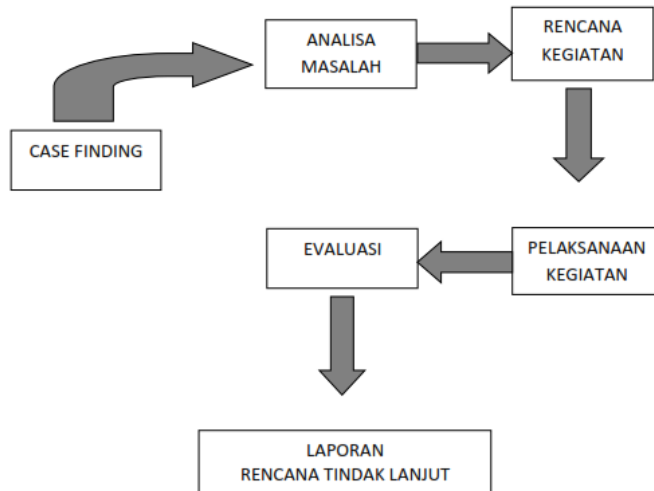 CASE FINDING
ANALISA
MASALAH
RENCANA
KEGIATAN
PELAKSANAAN
KEGIATAN
EVALUASI
LAPORAN
RENCANA TINDAK LANJUT